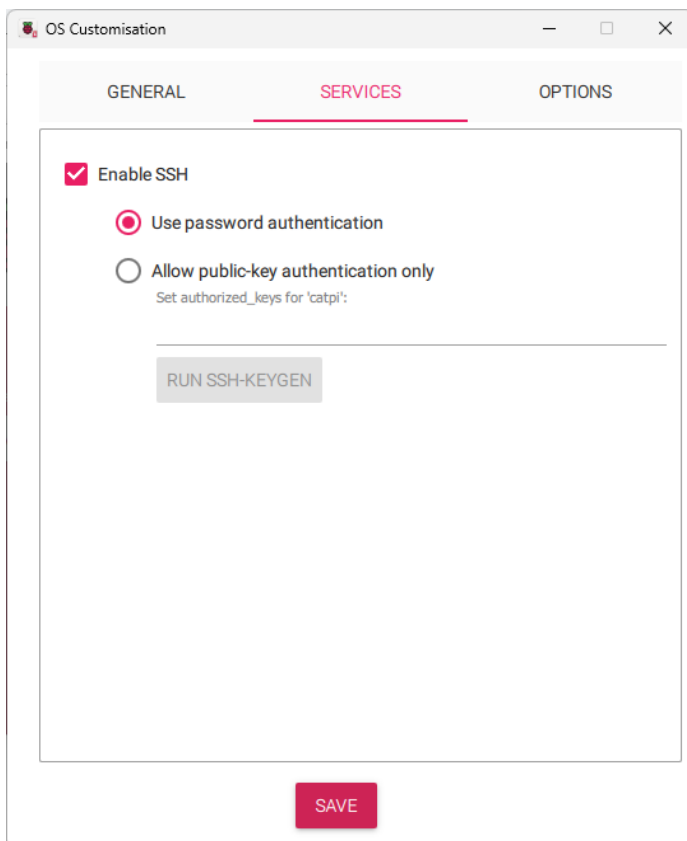 OS Customisation
GENERAL SERVICES OPTIONS
Enable SSH
Use password authentication
Allow public-key authentication only
Set authorized_keys for 'catpi':
RUN SSH-KEYGEN
SAVE